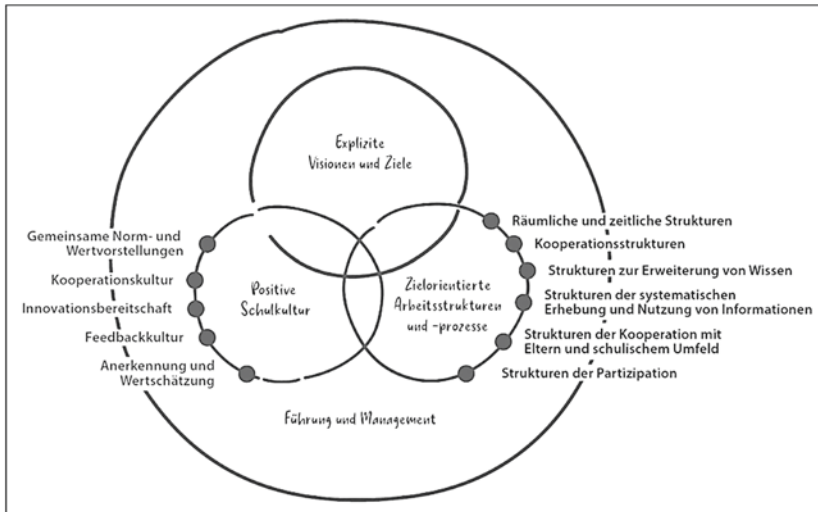 Explizite
Visionen und Ziele
Gemeinsame Norm- und
Wertvorstellungen
Kooperationskultur
Innovationsbereitschaft
Feedbackkultur
Anerkennung und
Wertschätzung
Positive
Schulkultur
Zielorientierte
Arbeitsstrukturen
und -prozesse
Räumliche und zeitliche Strukturen
Kooperationsstrukturen
Strukturen zur Erweiterung von Wissen
Strukturen der systematischen
Erhebung und Nutzung von Informationen
Strukturen der Kooperation mit
Eltern und schulischem Umfeld
Strukturen der Partizipation
Führung und Management